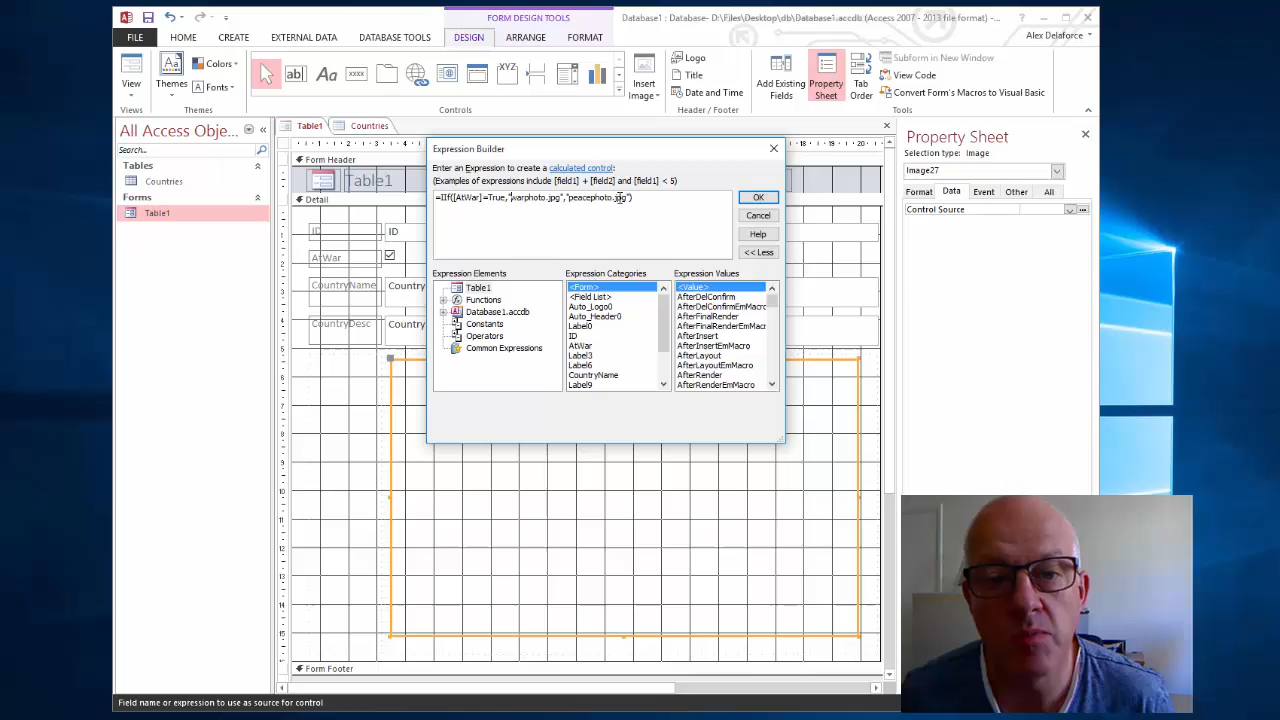 FORM DESIGN TOOLS
Database1 : Database- D:\Files\Desktop\db\Database1.accdb (Access 2007 - 2013 file format) -...
FILE HOME CREATE EXTERNAL DATA DATABASE TOOLS DESIGN ARRANGE FORMAT
Alex Delaforce
View
Themes
Colors
Fonts
ab|
Aa
xxxx
XYZ
Insert
Image
Logo
Title
Date and Time
Add Existing
Fields
Property
Sheet
Tab
Order
Subform in New Window
View Code
Convert Form's Macros to Visual Basic
Views
Themes
Controls
Header / Footer
Tools
All Access Obje...
Search...
Tables
Countries
Forms
Table1
Table1
Countries
Form Header
Table1
Detail
ID
ID
AtWar
CountryName
Country
CountryDesc
Country
Form Footer
Expression Builder
Enter an Expression to create a calculated control:
(Examples of expressions include [field1] + [field2] and [field1] < 5)
=IIf([AtWar]=True,"warphoto.jpg","peacephoto.jpg")
OK
Cancel
Help
<< Less
Expression Elements
Table1
Functions
Database1.accdb
Constants
Operators
Common Expressions
Expression Categories
<Form>
<Field List>
Auto_Logo0
Auto_Header0
Label0
ID
AtWar
Label3
Label6
CountryName
Label9
Expression Values
<Value>
AfterDelConfirm
AfterDelConfirmEMacro
AfterFinalRender
AfterFinalRenderEmMac
AfterInsert
AfterInsertEmMacro
AfterLayout
AfterLayoutEmMacro
AfterRender
AfterRenderEmMacro
Property Sheet
Selection type: Image
Image27
Format Data Event Other All
Control Source
Field name or expression to use as source for control